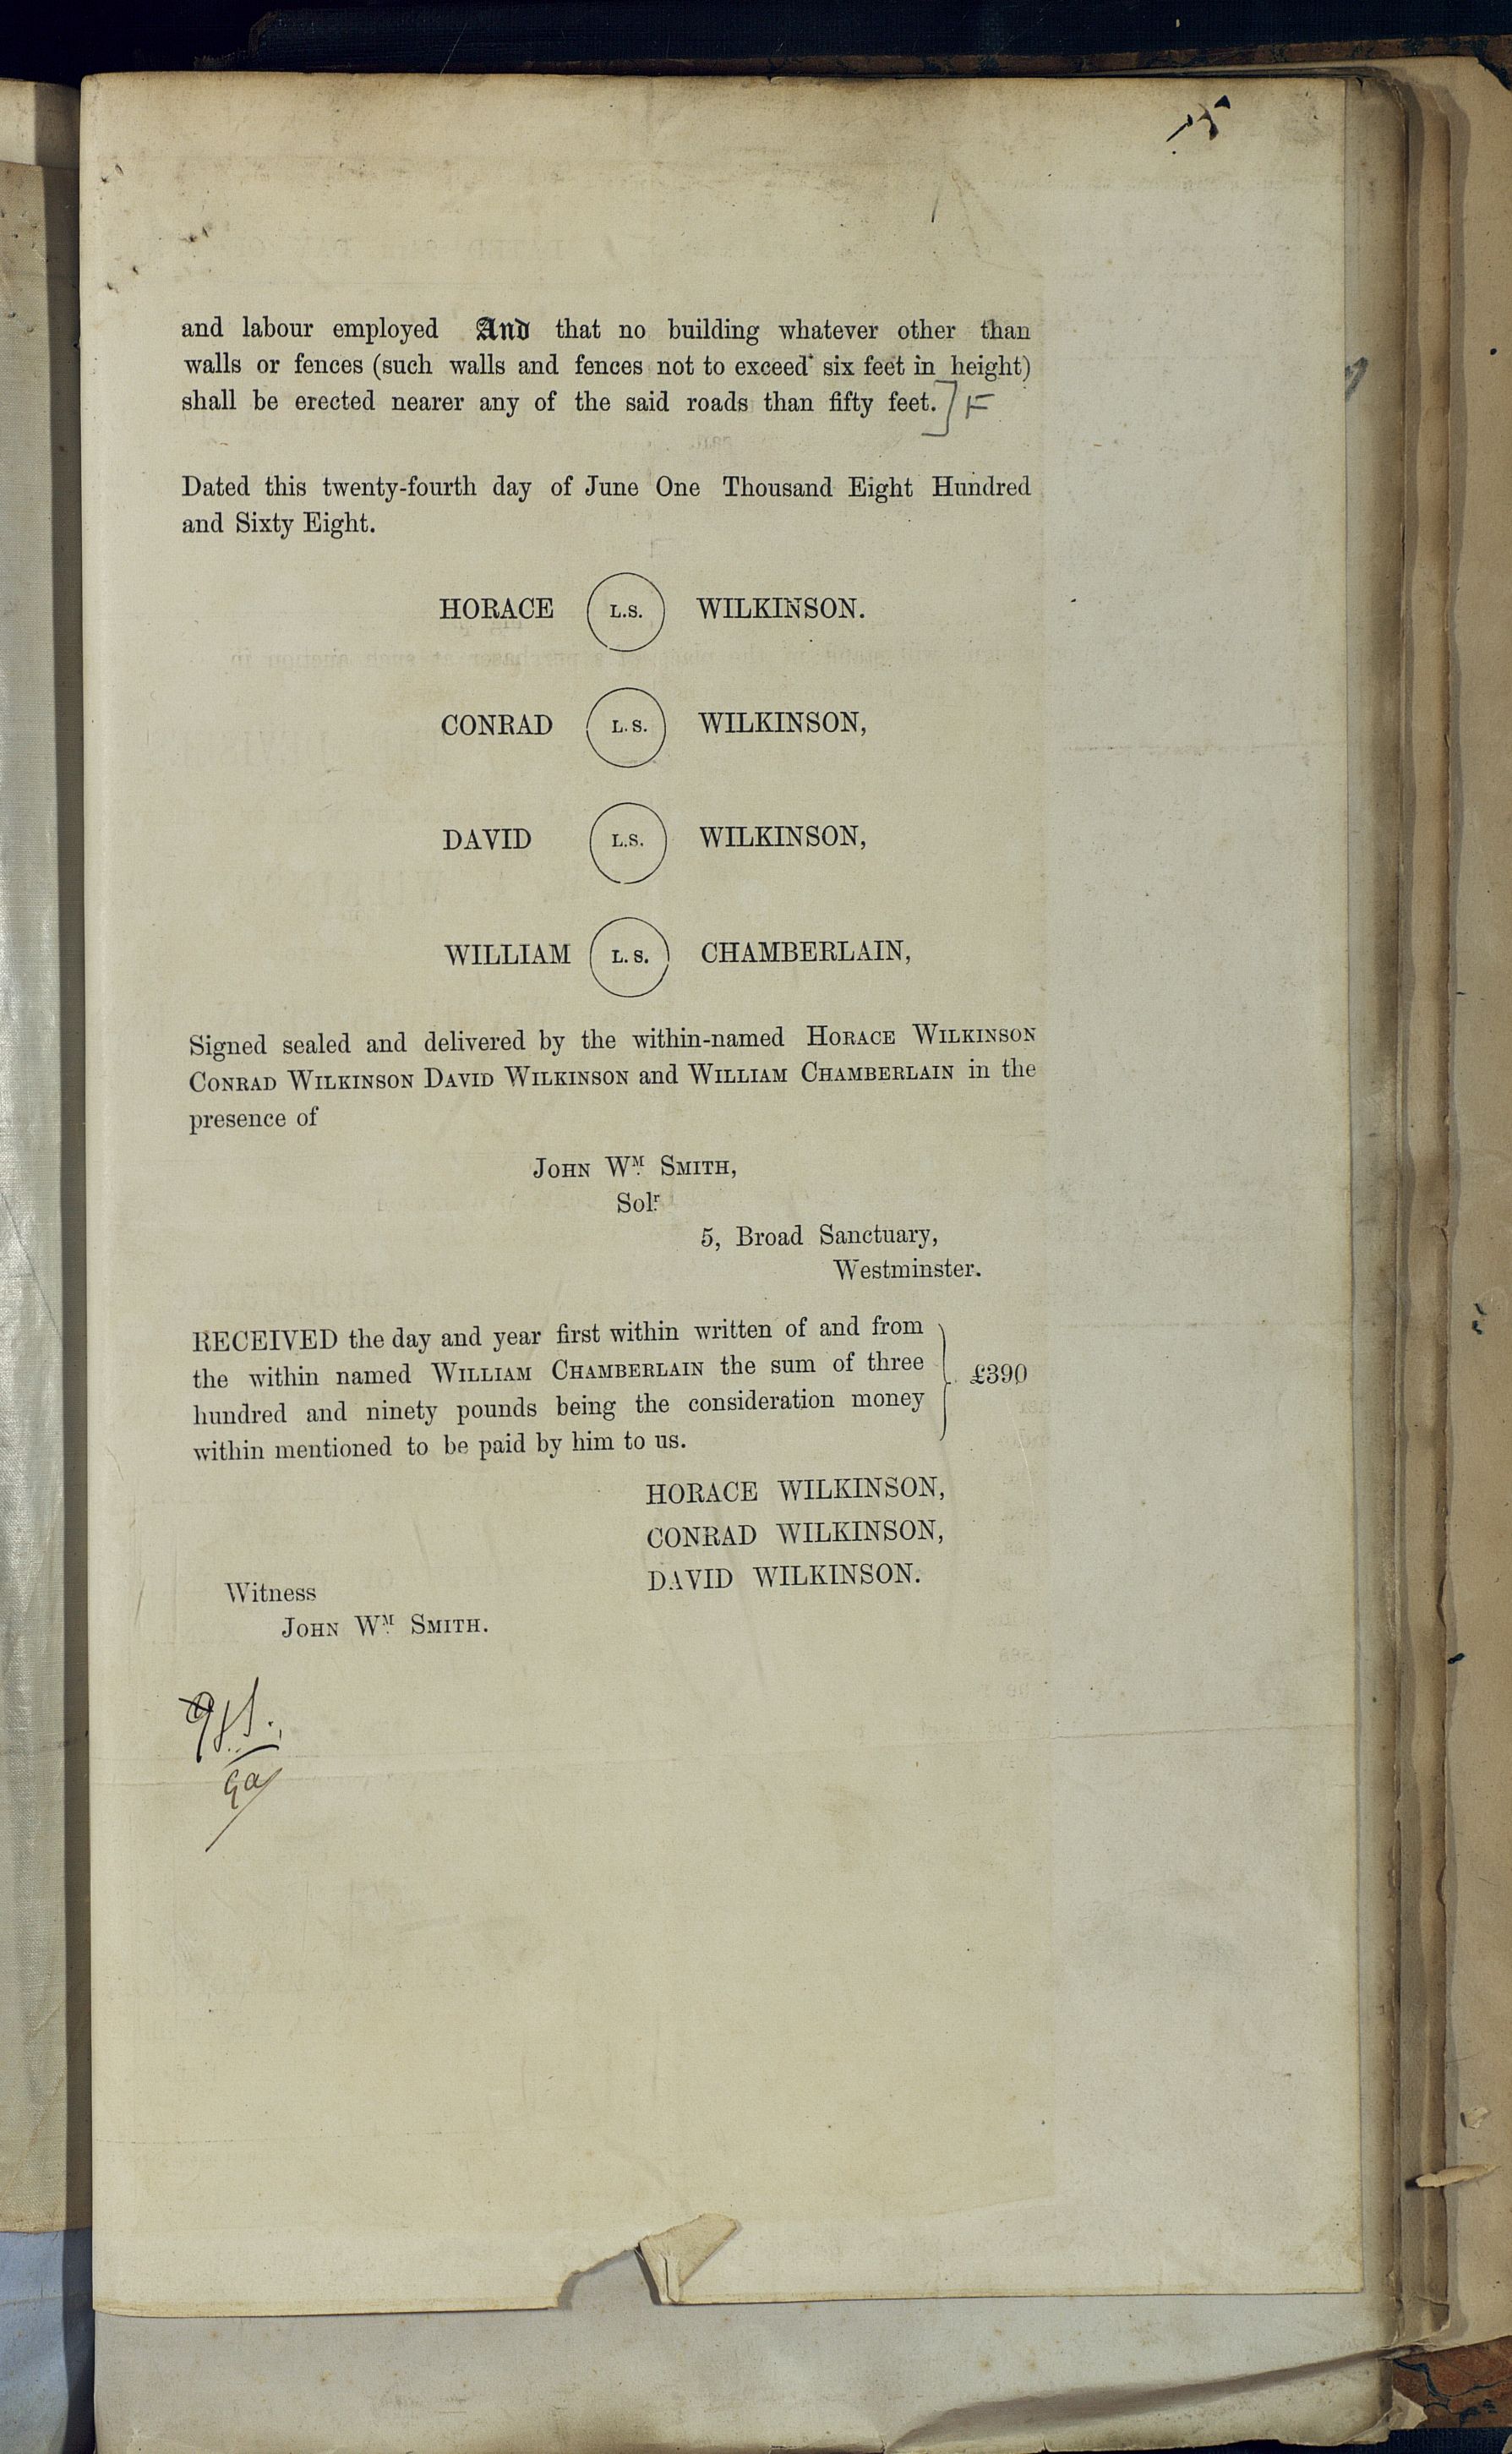 and labour employed And that no building whatever other than
walls or fences (such walls and fences not to exceed six feet in height)
shall be erected nearer any of the said roads than fifty feet.] F
Dated this twenty-fourth day of June One Thousand Eight Hundred
and Sixty Eight.
HORACE L.S. WILKINSON.
CONRAD L.S. WILKINSON,
DAVID L.S. WILKINSON,
WILLIAM L.S. CHAMBERLAIN,
Signed sealed and delivered by the within-named HORACE WILKINSON
CONRAD WILKINSON DAVID WILKINSON and WILLIAM CHAMBERLAIN in the
presence of
JOHN Wᴹ. SMITH,
Solʳ.
5, Broad Sanctuary,
Westminster.
RECEIVED the day and year first within written of and from
the within named WILLIAM CHAMBERLAIN the sum of three
hundred and ninety pounds being the consideration money
within mentioned to be paid by him to us.
£390
HORACE WILKINSON,
CONRAD WILKINSON,
DAVID WILKINSON.
Witness
JOHN Wᴹ. SMITH.